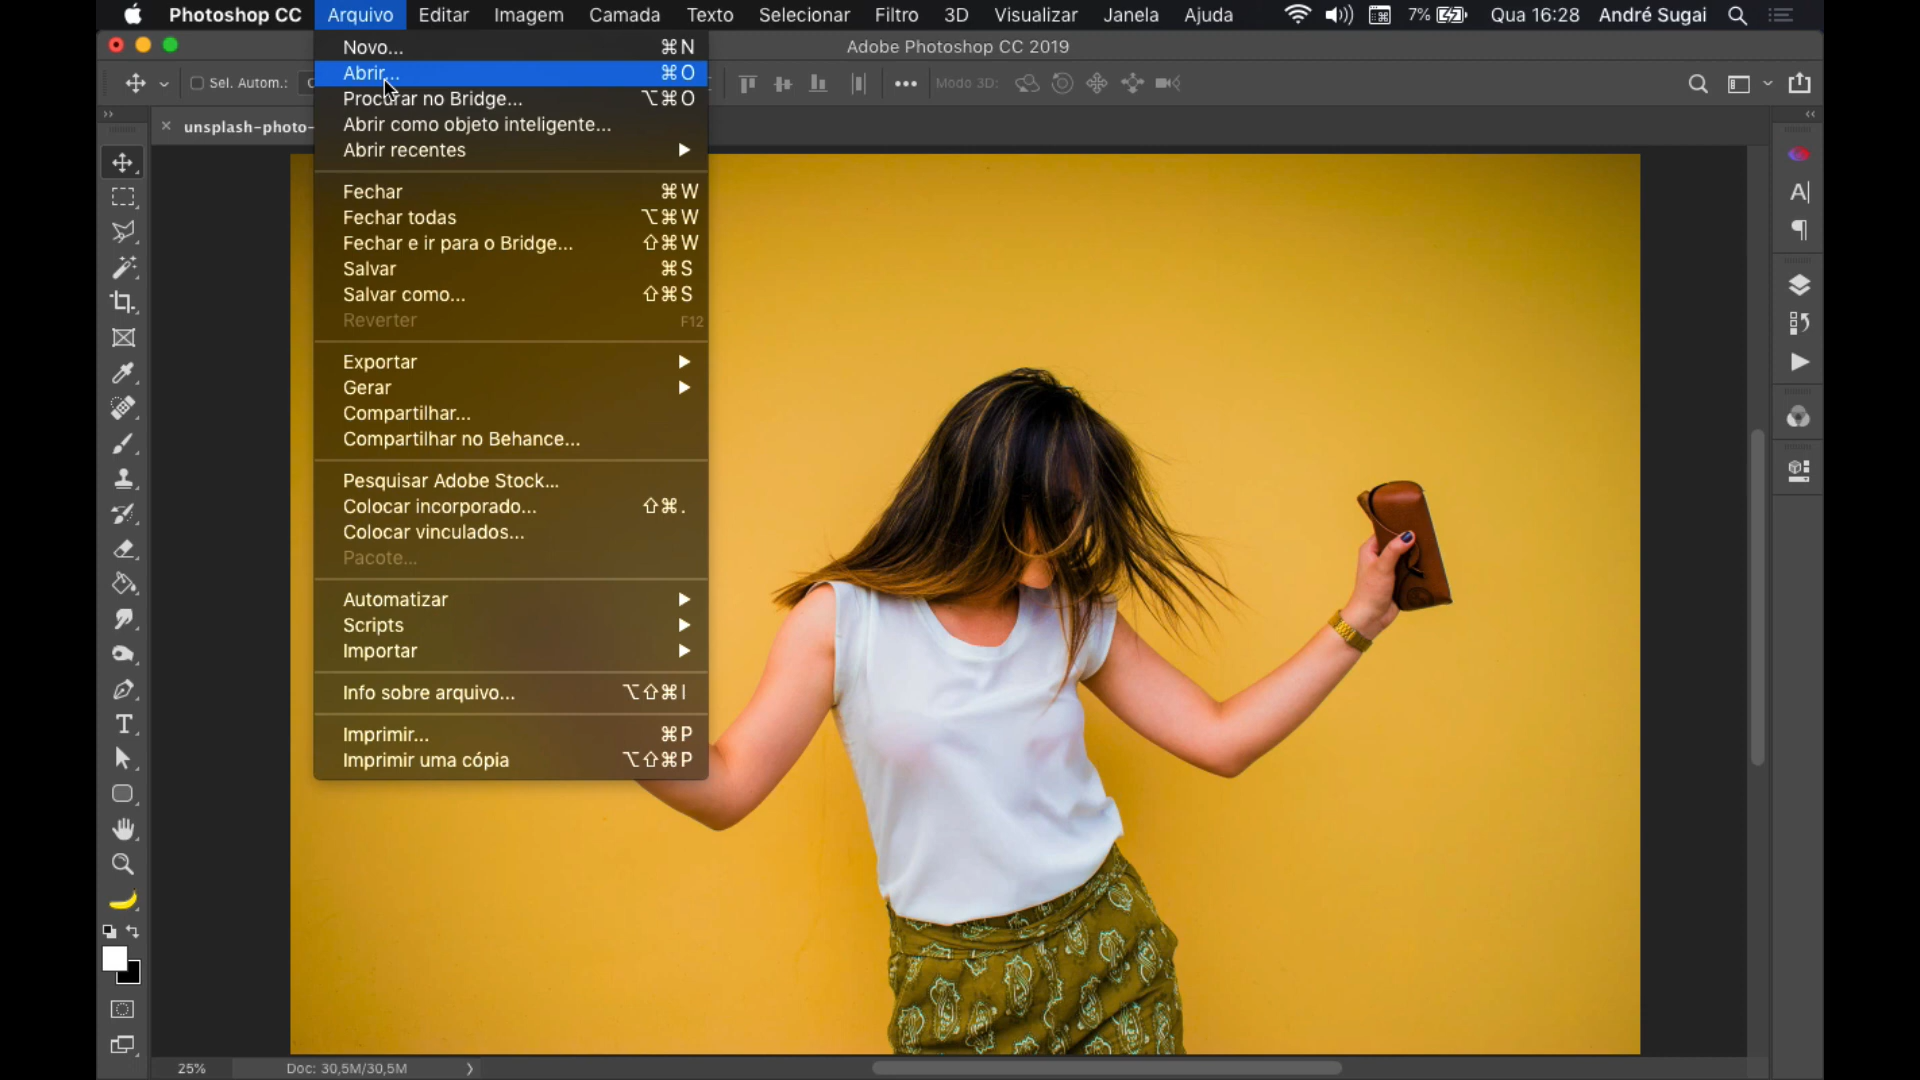 Photoshop CC Arquivo Editar Imagem Camada Texto Selecionar Filtro 3D Visualizar Janela Ajuda 7% Qua 16:28 André Sugai
Adobe Photoshop CC 2019
Sel. Autom.: Modo 3D:
unsplash-photo-
Novo... ⌘N
Abrir... ⌘O
Procurar no Bridge... ⌥⌘O
Abrir como objeto inteligente...
Abrir recentes
Fechar ⌘W
Fechar todas ⌥⌘W
Fechar e ir para o Bridge... ⇧⌘W
Salvar ⌘S
Salvar como... ⇧⌘S
Reverter F12
Exportar
Gerar
Compartilhar...
Compartilhar no Behance...
Pesquisar Adobe Stock...
Colocar incorporado... ⇧⌘.
Colocar vinculados...
Pacote...
Automatizar
Scripts
Importar
Info sobre arquivo... ⌥⇧⌘I
Imprimir... ⌘P
Imprimir uma cópia ⌥⇧⌘P
25% Doc: 30,5M/30,5M